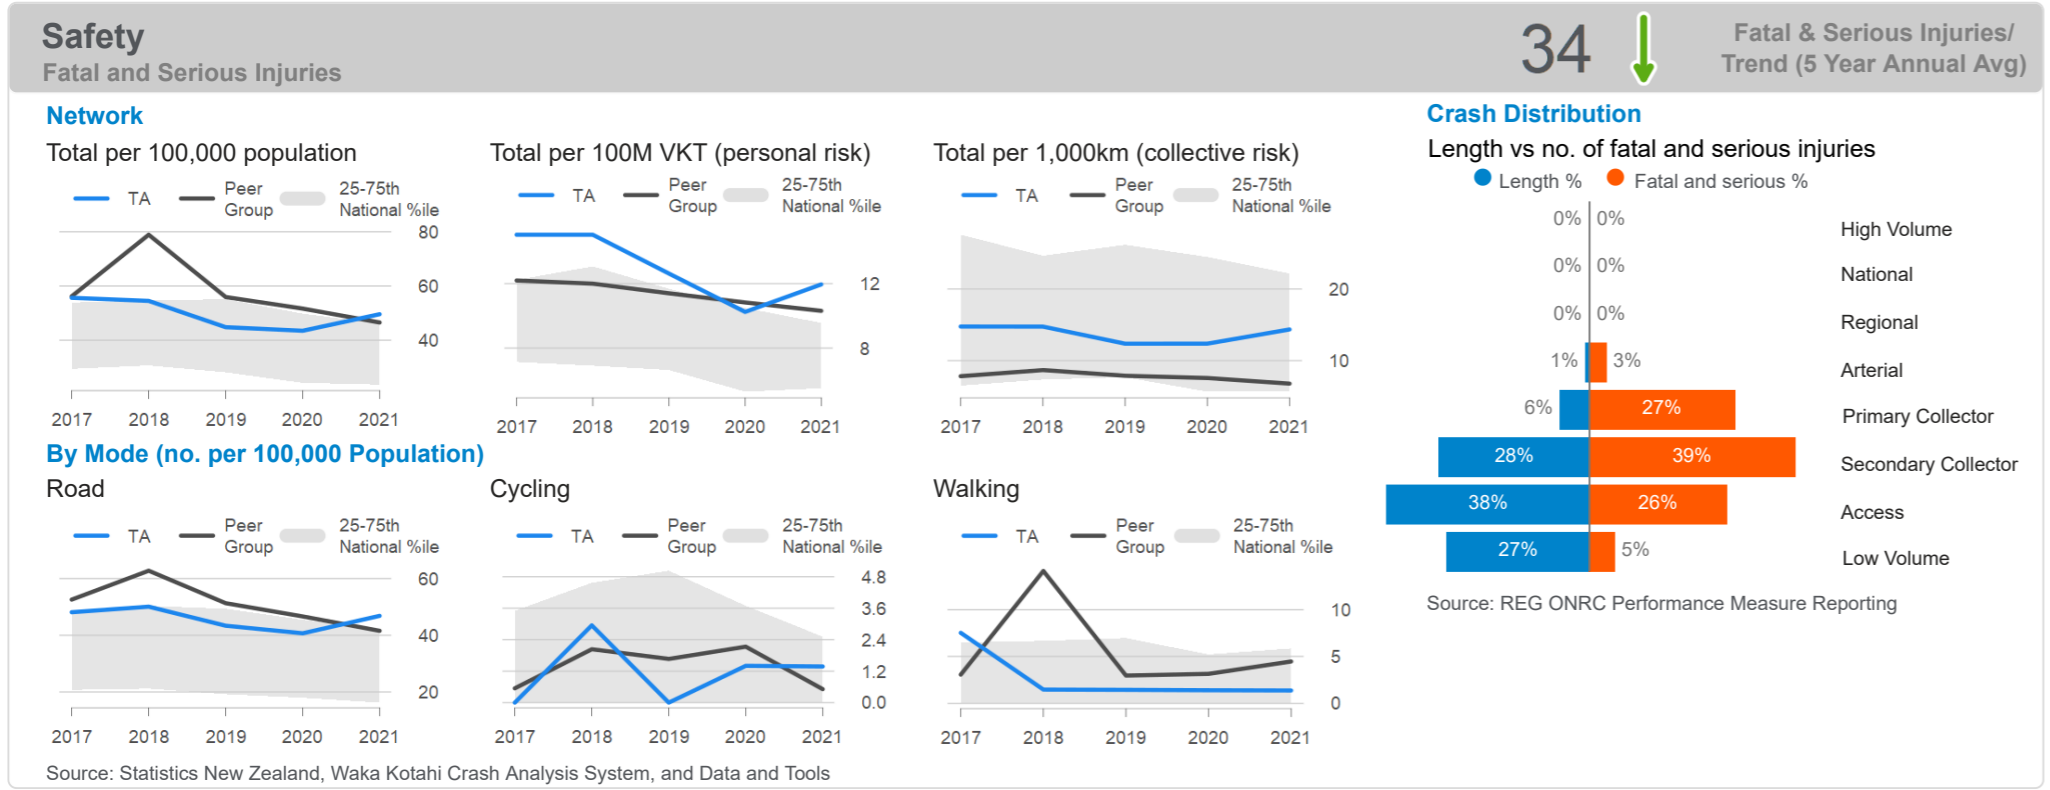 Safety
Fatal and Serious Injuries
34
Fatal & Serious Injuries/
Trend (5 Year Annual Avg)
Network
Total per 100,000 population
TA
Peer
Group
25-75th
National %ile
80
60
40
2017 2018 2019 2020 2021
Total per 100M VKT (personal risk)
TA
Peer
Group
25-75th
National %ile
12
8
2017 2018 2019 2020 2021
Total per 1,000km (collective risk)
TA
Peer
Group
25-75th
National %ile
20
10
2017 2018 2019 2020 2021
By Mode (no. per 100,000 Population)
Road
TA
Peer
Group
25-75th
National %ile
60
40
20
2017 2018 2019 2020 2021
Cycling
TA
Peer
Group
25-75th
National %ile
4.8
3.6
2.4
1.2
0.0
2017 2018 2019 2020 2021
Walking
TA
Peer
Group
25-75th
National %ile
10
5
0
2017 2018 2019 2020 2021
Source: Statistics New Zealand, Waka Kotahi Crash Analysis System, and Data and Tools
Crash Distribution
Length vs no. of fatal and serious injuries
Length % Fatal and serious %
0% 0% High Volume
0% 0% National
0% 0% Regional
1% 3% Arterial
6% 27% Primary Collector
28% 39% Secondary Collector
38% 26% Access
27% 5% Low Volume
Source: REG ONRC Performance Measure Reporting